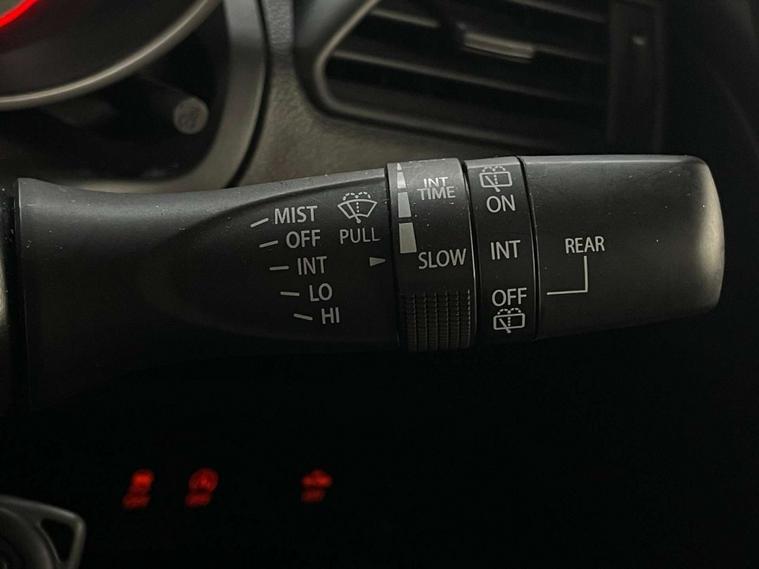 MIST
OFF
INT
LO
HI
PULL
INT
TIME
SLOW
ON
INT
OFF
REAR